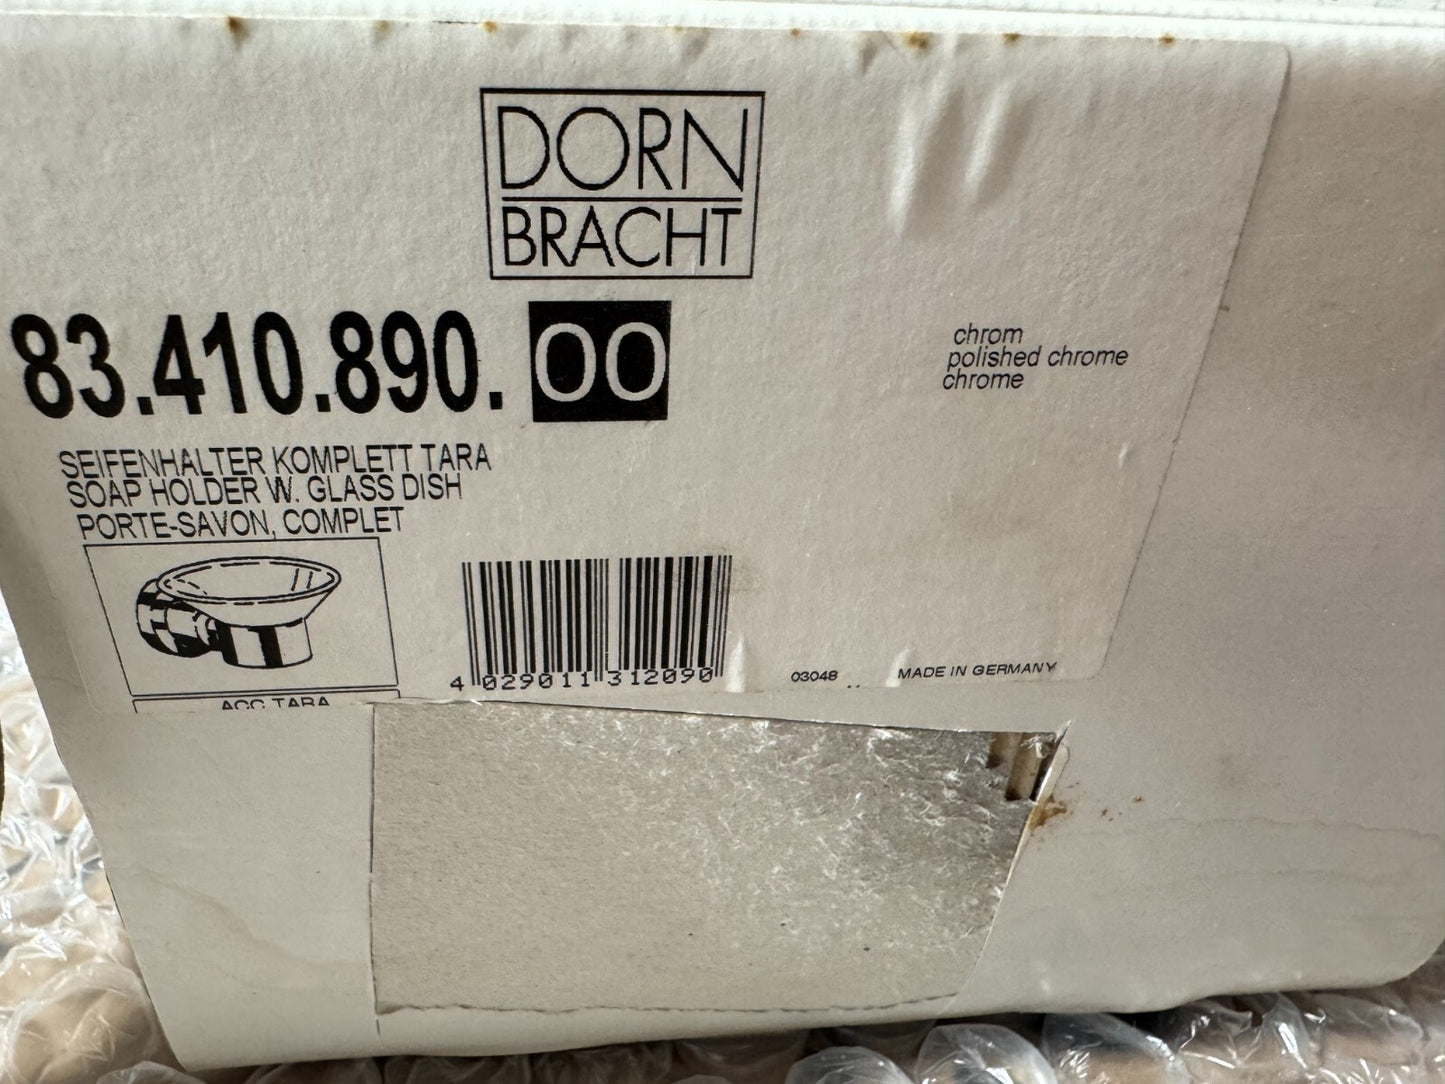 DORN
BRACHT
83.410.890.00
chrom
polished chrome
chrome
SEIFENHALTER KOMPLETT TARA
SOAP HOLDER W. GLASS DISH
PORTE-SAVON, COMPLET
4 029011 312090
03048
MADE IN GERMANY
ACC TARA